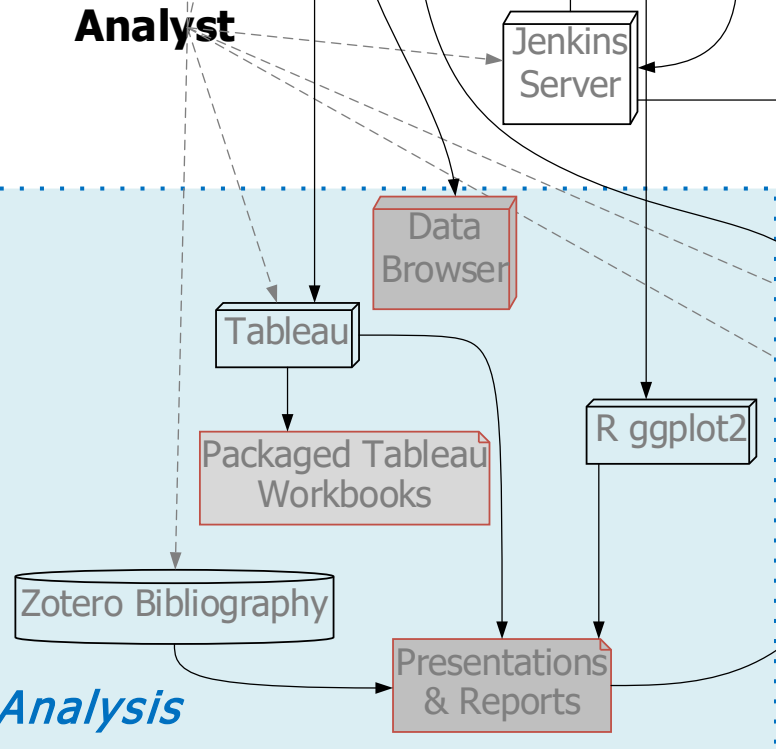 Analyst
Jenkins
Server
Data
Browser
Tableau
R ggplot2
Packaged Tableau
Workbooks
Zotero Bibliography
Presentations
& Reports
Analysis